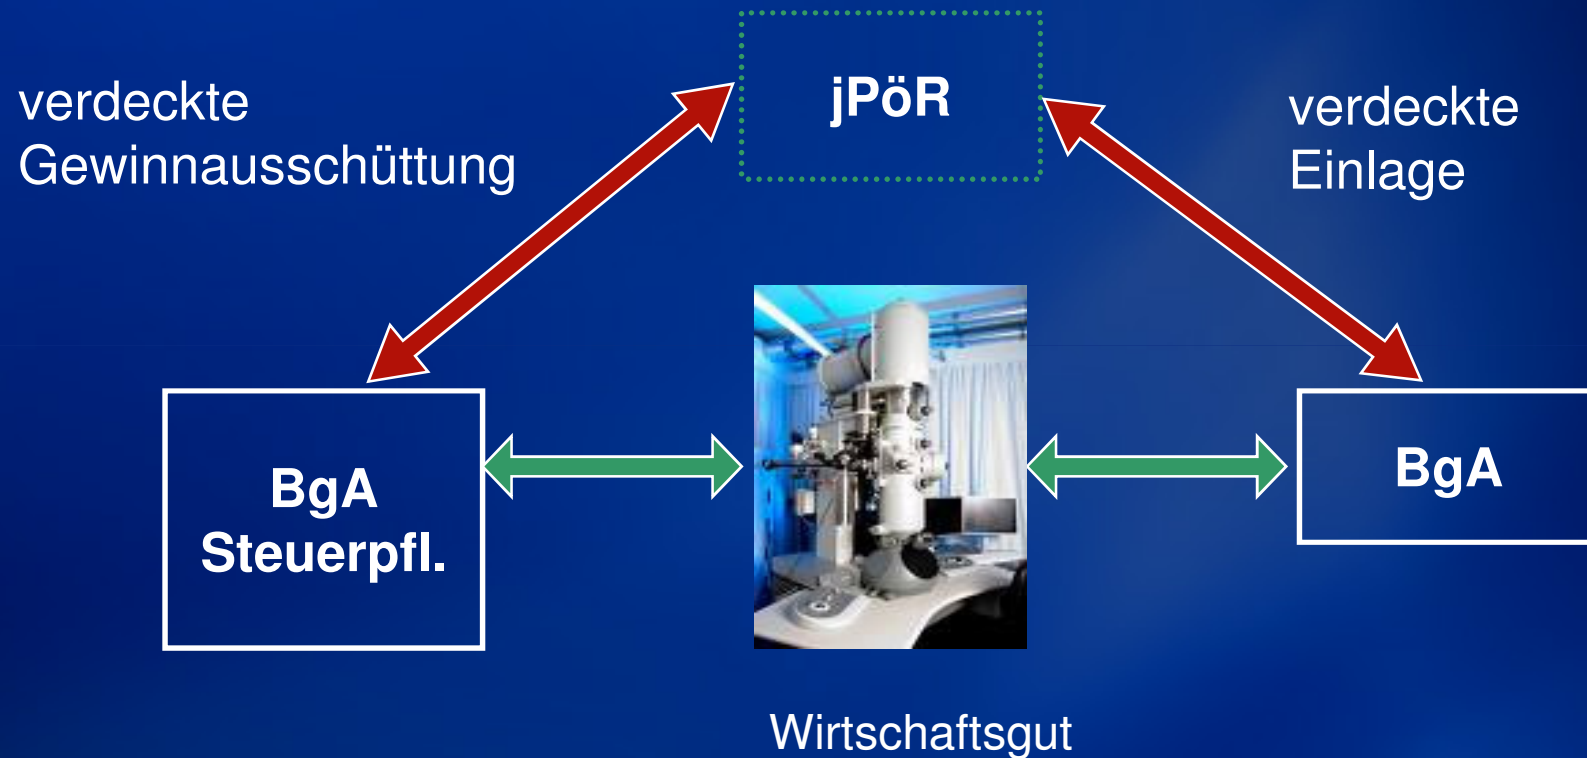 verdeckte
Gewinnausschüttung
jPöR
verdeckte
Einlage
BgA
Steuerpfl.
BgA
Wirtschaftsgut